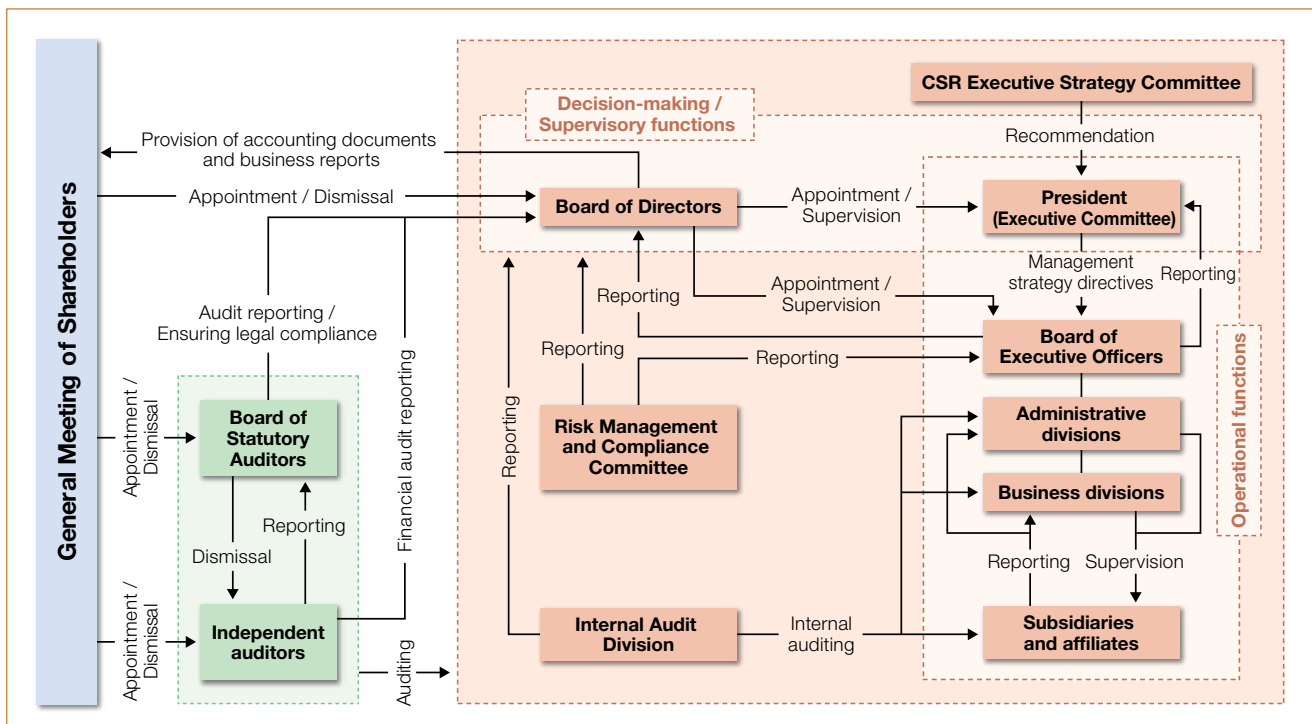 General Meeting of Shareholders
CSR Executive Strategy Committee
Decision-making /
Supervisory functions
Recommendation
Provision of accounting documents
and business reports
Appointment / Dismissal
Board of Directors
Appointment /
Supervision
President
(Executive Committee)
Management
strategy directives
Reporting
Reporting
Appointment /
Supervision
Audit reporting /
Ensuring legal compliance
Financial audit reporting
Reporting
Reporting
Reporting
Board of
Executive Officers
Operational functions
Appointment /
Dismissal
Board of
Statutory
Auditors
Risk Management
and Compliance
Committee
Administrative
divisions
Business divisions
Reporting
Dismissal
Reporting
Supervision
Appointment /
Dismissal
Independent
auditors
Auditing
Internal Audit
Division
Internal
auditing
Subsidiaries
and affiliates